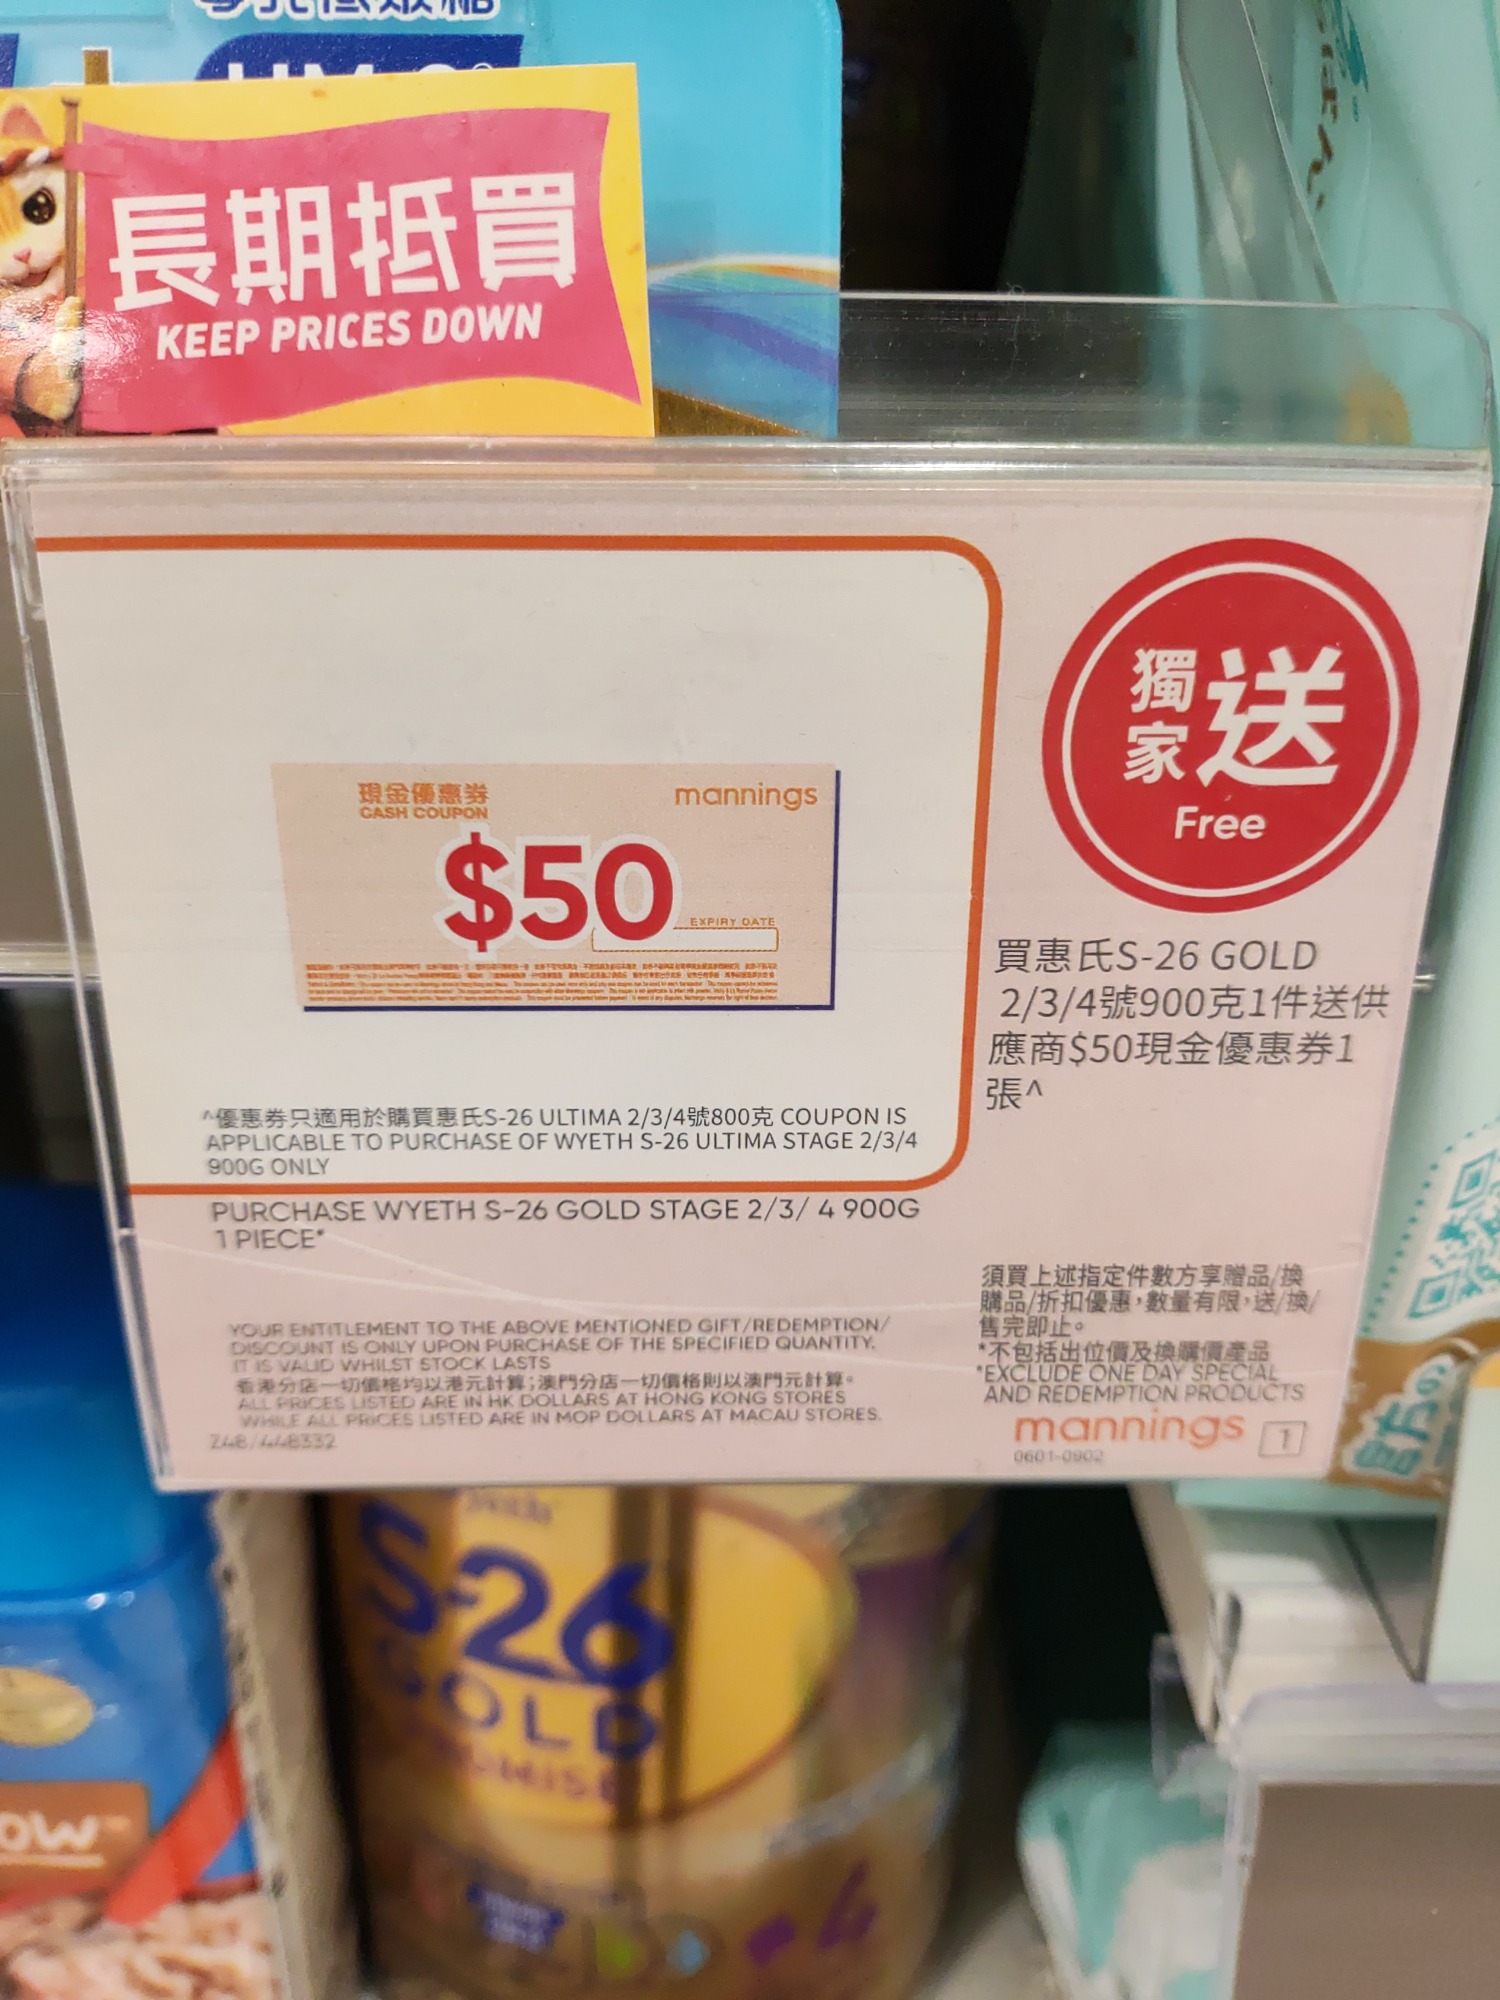 長期抵買
KEEP PRICES DOWN
獨家送
Free
現金優惠券
CASH COUPON
mannings
$50
EXPIRY DATE
買惠氏S-26 GOLD
2/3/4號900克1件送供
應商$50現金優惠券1
張^
^優惠券只適用於購買惠氏S-26 ULTIMA 2/3/4號800克 COUPON IS
APPLICABLE TO PURCHASE OF WYETH S-26 ULTIMA STAGE 2/3/4
900G ONLY
PURCHASE WYETH S-26 GOLD STAGE 2/3/ 4 900G
1 PIECE*
須買上述指定件數方享贈品/換
購品/折扣優惠,數量有限,送/換/
售完即止。
*不包括出位價及換購價產品
*EXCLUDE ONE DAY SPECIAL
AND REDEMPTION PRODUCTS
YOUR ENTITLEMENT TO THE ABOVE MENTIONED GIFT/REDEMPTION/
DISCOUNT IS ONLY UPON PURCHASE OF THE SPECIFIED QUANTITY.
IT IS VALID WHILST STOCK LASTS
香港分店一切價格均以港元計算;澳門分店一切價格則以澳門元計算。
ALL PRICES LISTED ARE IN HK DOLLARS AT HONG KONG STORES
WHILE ALL PRICES LISTED ARE IN MOP DOLLARS AT MACAU STORES.
248/448332
mannings 1
0601-0902
S-26
GOLD
4